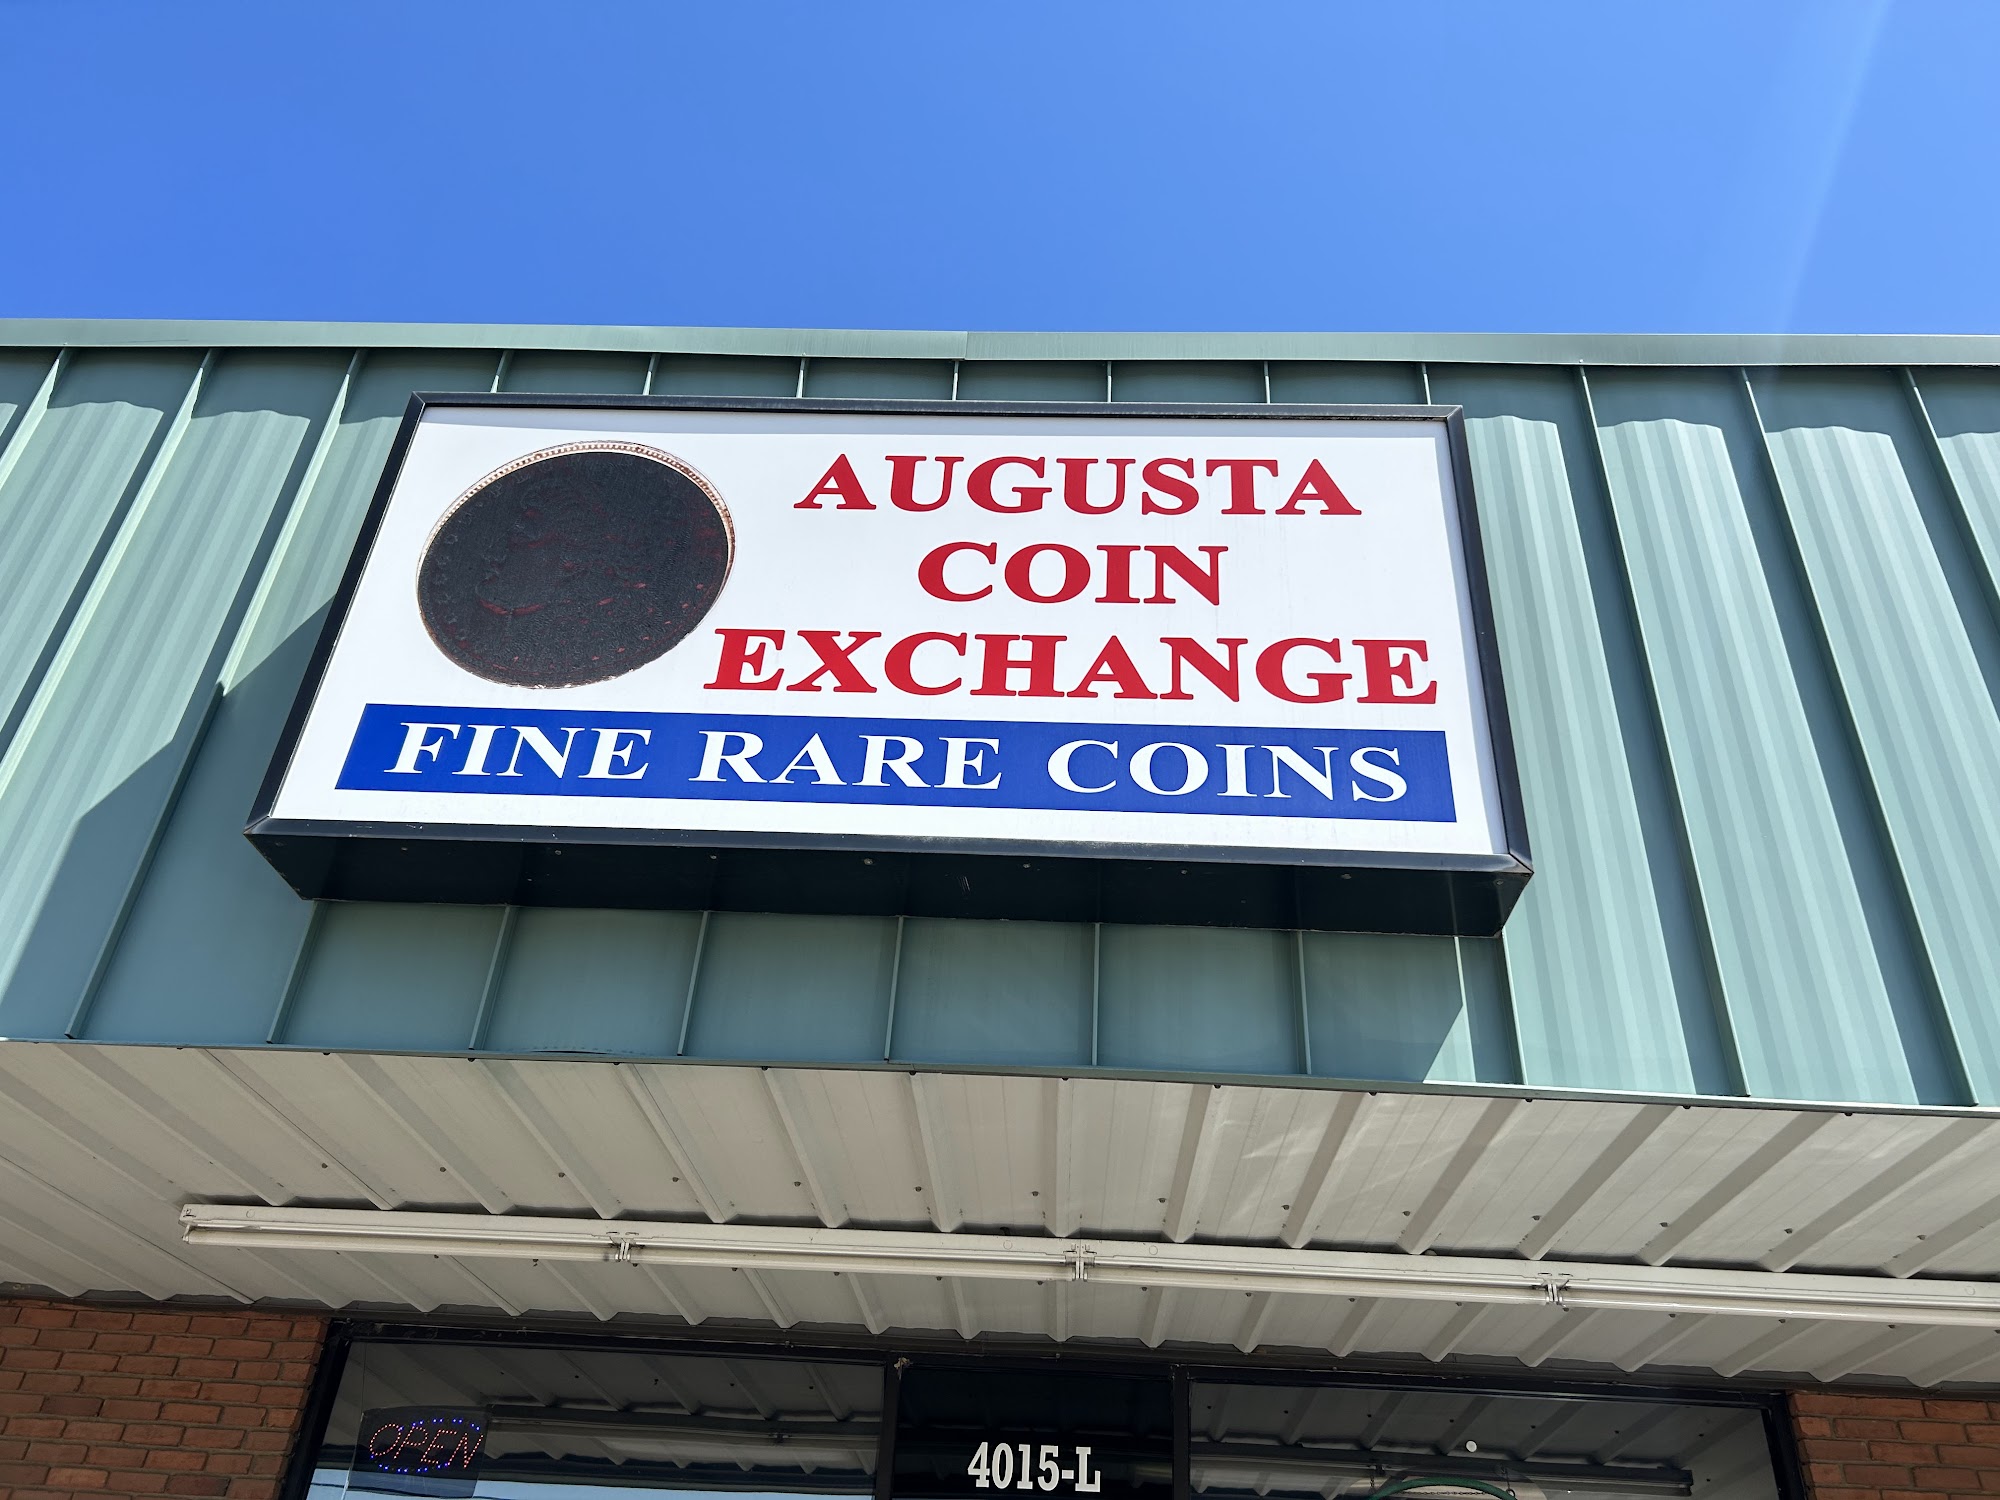 AUGUSTA
COIN
EXCHANGE
FINE RARE COINS
OPEN
4015-L